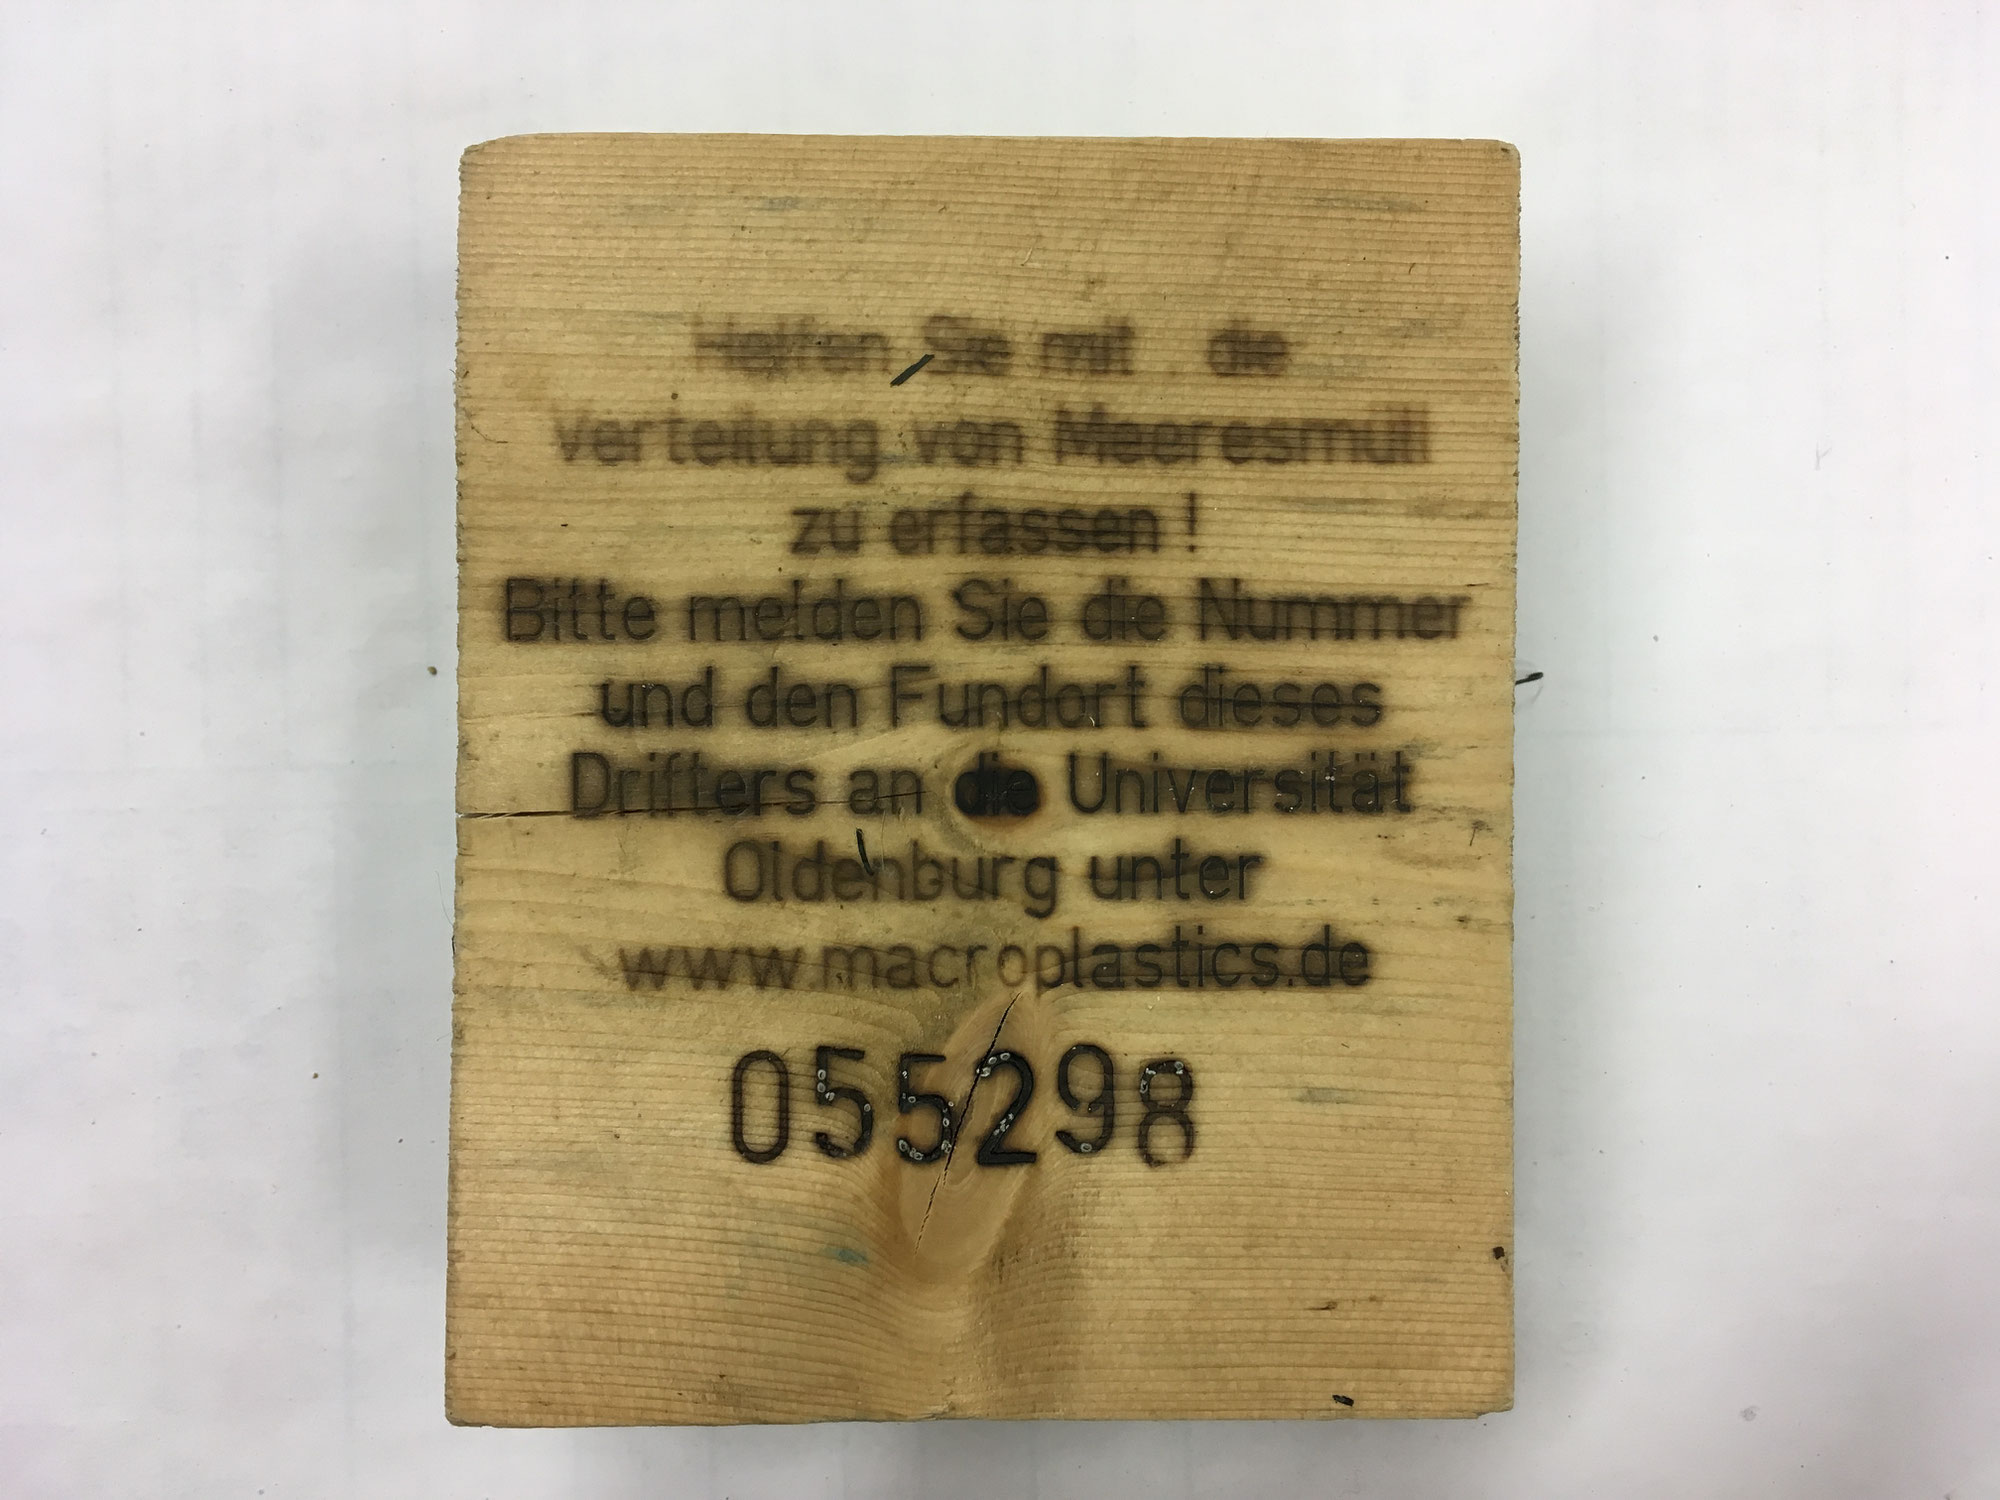 Helfen Sie mit, die
Verteilung von Meeresmüll
zu erfassen!
Bitte melden Sie die Nummer
und den Fundort dieses
Drifters an die Universität
Oldenburg unter
www.macroplastics.de
055298